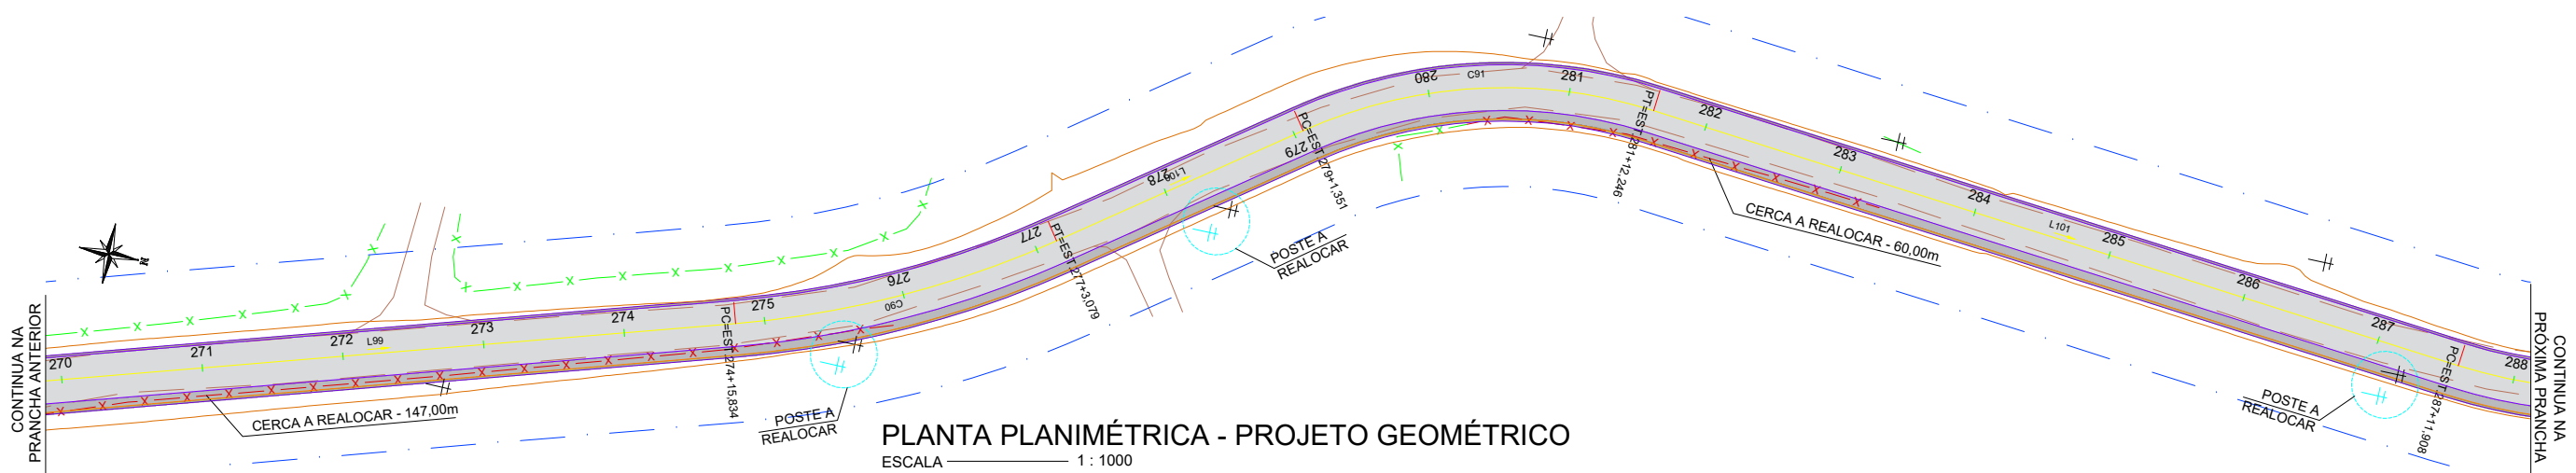 CONTINUA NA
PRANCHA ANTERIOR
270
271
272
L99
273
274
PC=EST 274+15,834
275
276
C90
277
PT=EST 277+3,079
278
L100
279
PC=EST 279+1,351
280
C91
281
PT=EST 281+12,246
282
283
284
L101
285
286
287
PC=EST 287+11,908
288
N
CERCA A REALOCAR - 147,00m
POSTE A
REALOCAR
POSTE A
REALOCAR
CERCA A REALOCAR - 60,00m
POSTE A
REALOCAR
CONTINUA NA
PRÓXIMA PRANCHA
PLANTA PLANIMÉTRICA - PROJETO GEOMÉTRICO
ESCALA 1 : 1000